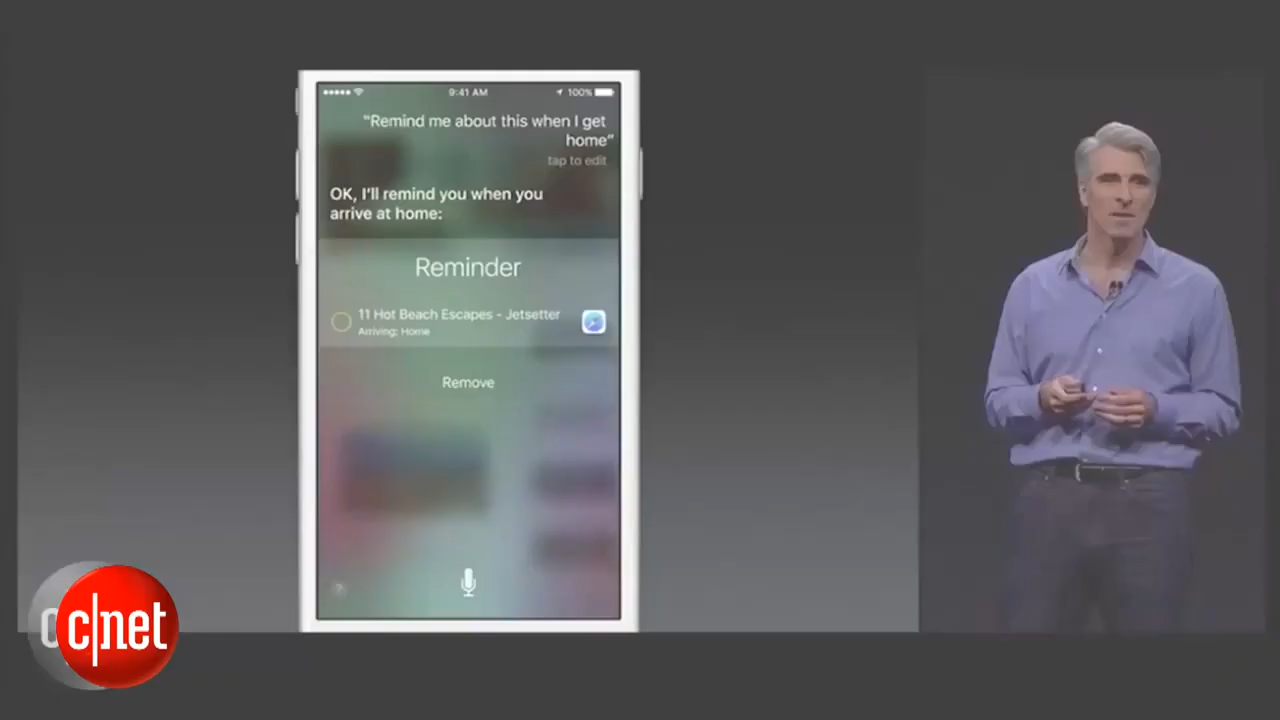 9:41 AM
100%
"Remind me about this when I get
home"
tap to edit
OK, I'll remind you when you
arrive at home:
Reminder
11 Hot Beach Escapes - Jetsetter
Arriving: Home
Remove
?
c|net